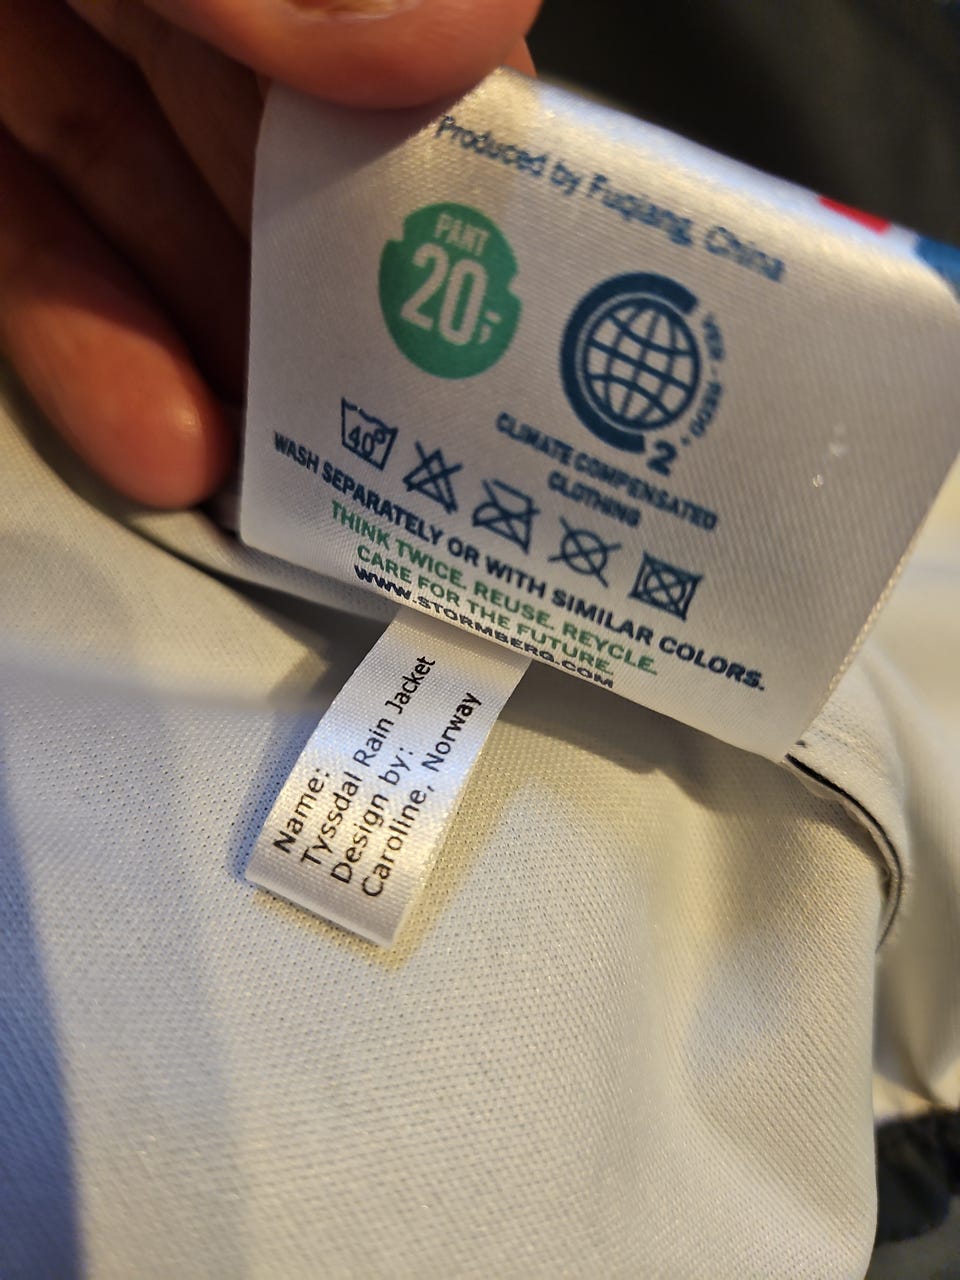 Produced by Fuqiang, China
PANT
20,-
2
CLIMATE COMPENSATED
CLOTHING
40°
WASH SEPARATELY OR WITH SIMILAR COLORS.
THINK TWICE. REUSE. REYCLE.
CARE FOR THE FUTURE.
WWW.STORMBERG.COM
Name:
Tyssdal Rain Jacket
Design by:
Caroline, Norway